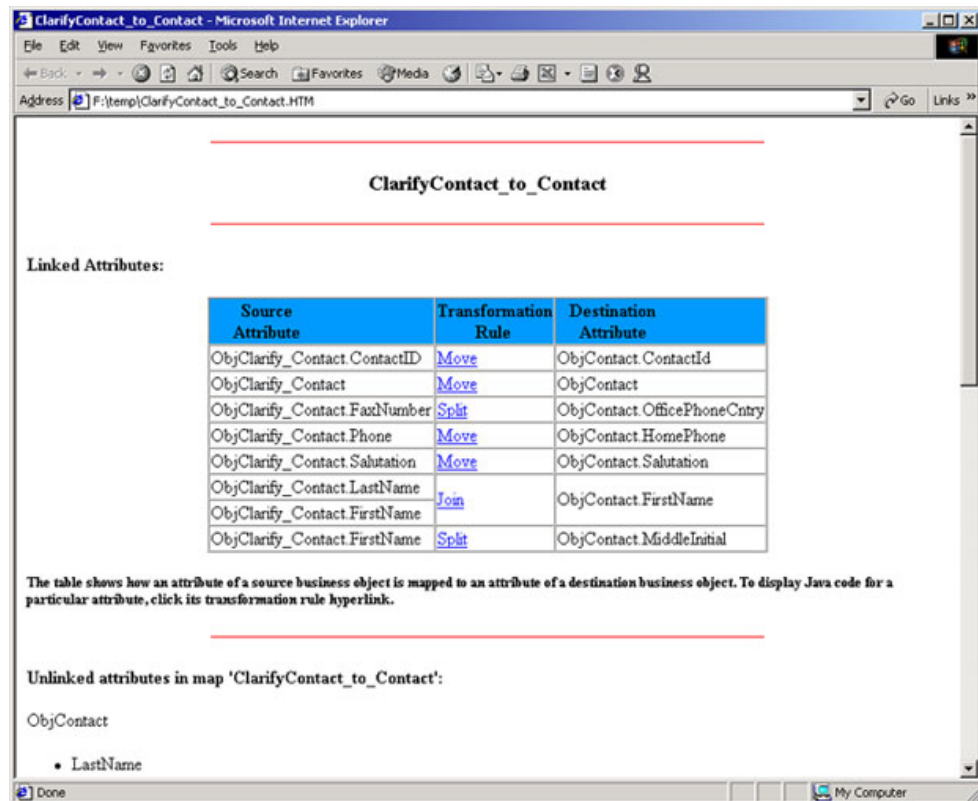 ClarifyContact_to_Contact - Microsoft Internet Explorer
File Edit View Favorites Tools Help
Back Search Favorites Media
Address F:\temp\ClarifyContact_to_Contact.HTM Go Links »
ClarifyContact_to_Contact
Linked Attributes:
Source Attribute Transformation Rule Destination Attribute
ObjClarify_Contact.ContactID Move ObjContact.ContactId
ObjClarify_Contact Move ObjContact
ObjClarify_Contact.FaxNumber Split ObjContact.OfficePhoneCntry
ObjClarify_Contact.Phone Move ObjContact.HomePhone
ObjClarify_Contact.Salutation Move ObjContact.Salutation
ObjClarify_Contact.LastName Join ObjContact.FirstName
ObjClarify_Contact.FirstName
ObjClarify_Contact.FirstName Split ObjContact.MiddleInitial
The table shows how an attribute of a source business object is mapped to an attribute of a destination business object. To display Java code for a
particular attribute, click its transformation rule hyperlink.
Unlinked attributes in map 'ClarifyContact_to_Contact':
ObjContact
• LastName
Done My Computer